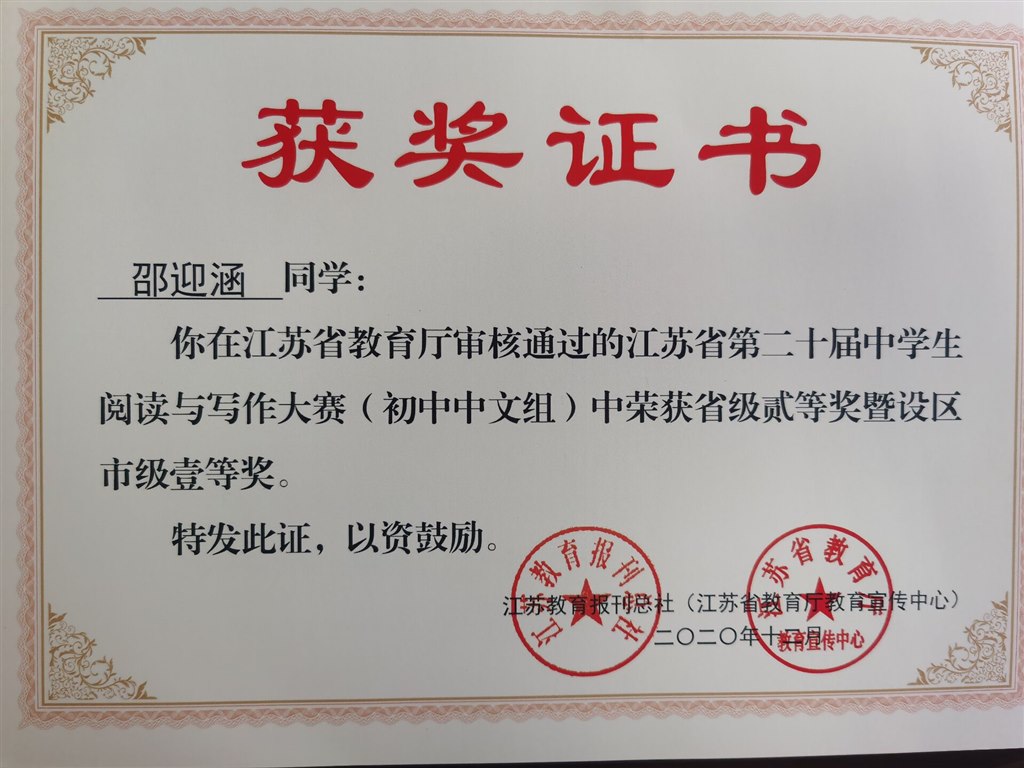 获奖证书
邵迎涵 同学：
你在江苏省教育厅审核通过的江苏省第二十届中学生
阅读与写作大赛（初中中文组）中荣获省级贰等奖暨设区
市级壹等奖。
特发此证，以资鼓励。
江苏教育报刊总社（江苏省教育厅教育宣传中心）
二〇二〇年十二月
江苏教育报刊总社
江苏省教育厅
教育宣传中心